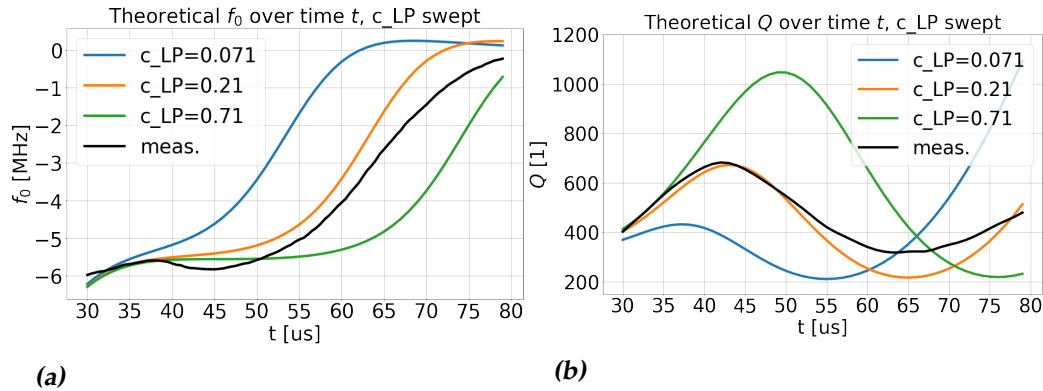 Theoretical f₀ over time t, c_LP swept
c_LP=0.071
c_LP=0.21
c_LP=0.71
meas.
f₀ [MHz]
0
−1
−2
−3
−4
−5
−6
30 35 40 45 50 55 60 65 70 75 80
t [us]
(a)
Theoretical Q over time t, c_LP swept
c_LP=0.071
c_LP=0.21
c_LP=0.71
meas.
Q [1]
1200
1000
800
600
400
200
30 35 40 45 50 55 60 65 70 75 80
t [us]
(b)